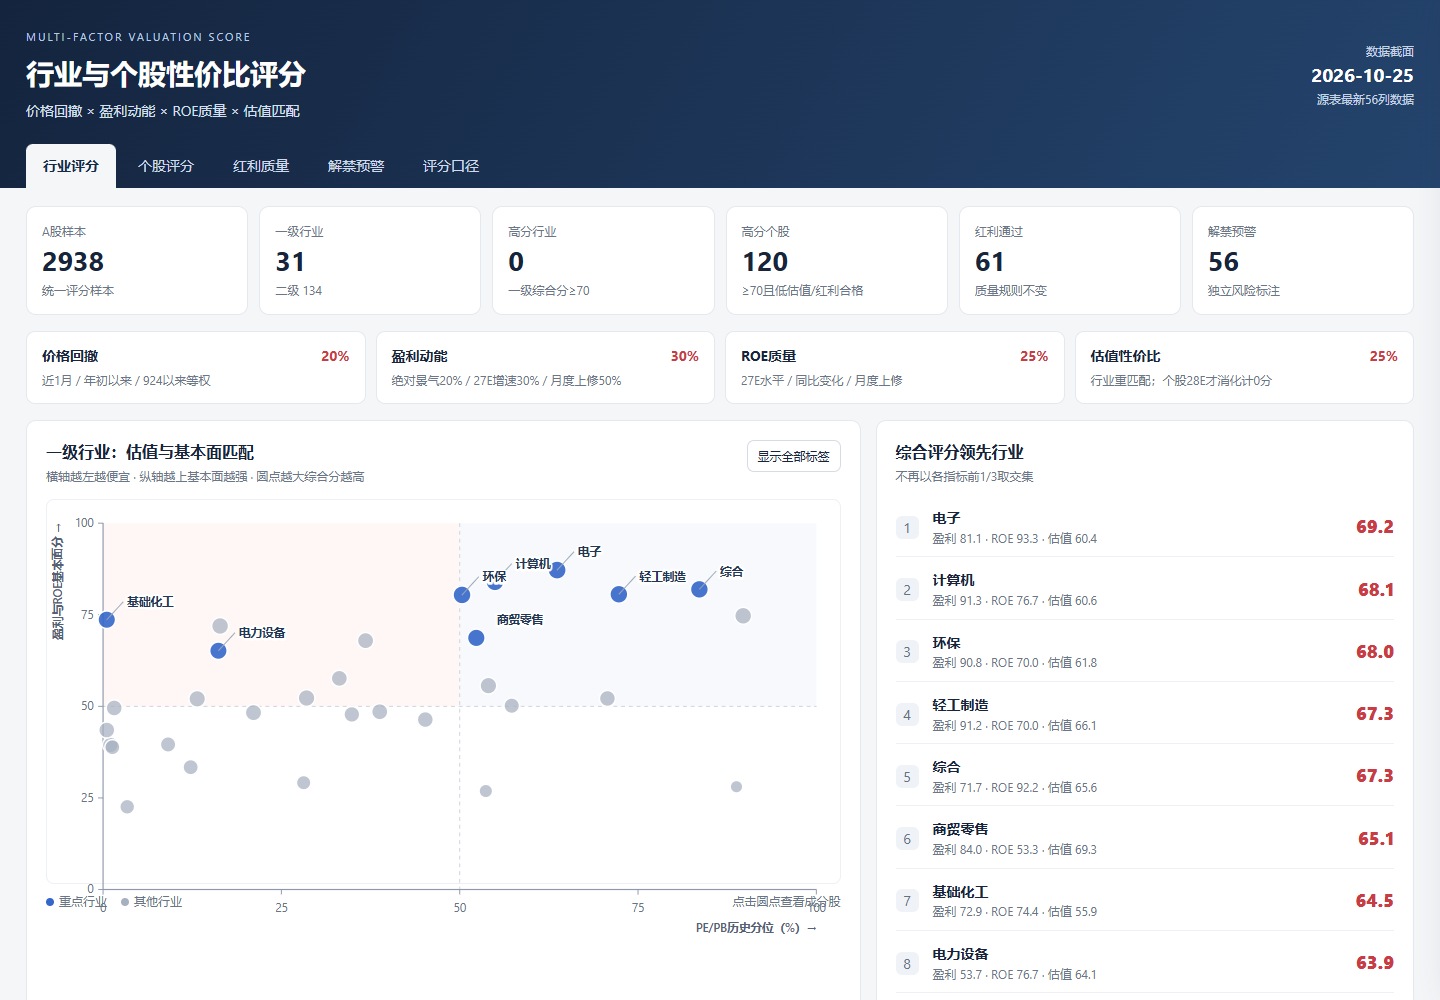 MULTI-FACTOR VALUATION SCORE
行业与个股性价比评分
价格回撤 × 盈利动能 × ROE质量 × 估值匹配
数据截面
2026-10-25
源表最新56列数据
行业评分
个股评分
红利质量
解禁预警
评分口径
A股样本
2938
统一评分样本
一级行业
31
二级 134
高分行业
0
一级综合分≥70
高分个股
120
≥70且低估值/红利合格
红利通过
61
质量规则不变
解禁预警
56
独立风险标注
价格回撤 20%
近1月 / 年初以来 / 924以来等权
盈利动能 30%
绝对景气20% / 27E增速30% / 月度上修50%
ROE质量 25%
27E水平 / 同比变化 / 月度上修
估值性价比 25%
行业重匹配；个股28E才消化计0分
一级行业：估值与基本面匹配
横轴越左越便宜 · 纵轴越上基本面越强 · 圆点越大综合分越高
显示全部标签
盈利与ROE基本面分 →
100
75
50
25
0
基础化工
电力设备
环保
计算机
电子
轻工制造
综合
商贸零售
0
25
50
75
100
PE/PB历史分位（%） →
重点行业
其他行业
点击圆点查看成分股
综合评分领先行业
不再以各指标前1/3取交集
1 电子 69.2
盈利 81.1 · ROE 93.3 · 估值 60.4
2 计算机 68.1
盈利 91.3 · ROE 76.7 · 估值 60.6
3 环保 68.0
盈利 90.8 · ROE 70.0 · 估值 61.8
4 轻工制造 67.3
盈利 91.2 · ROE 70.0 · 估值 66.1
5 综合 67.3
盈利 71.7 · ROE 92.2 · 估值 65.6
6 商贸零售 65.1
盈利 84.0 · ROE 53.3 · 估值 69.3
7 基础化工 64.5
盈利 72.9 · ROE 74.4 · 估值 55.9
8 电力设备 63.9
盈利 53.7 · ROE 76.7 · 估值 64.1